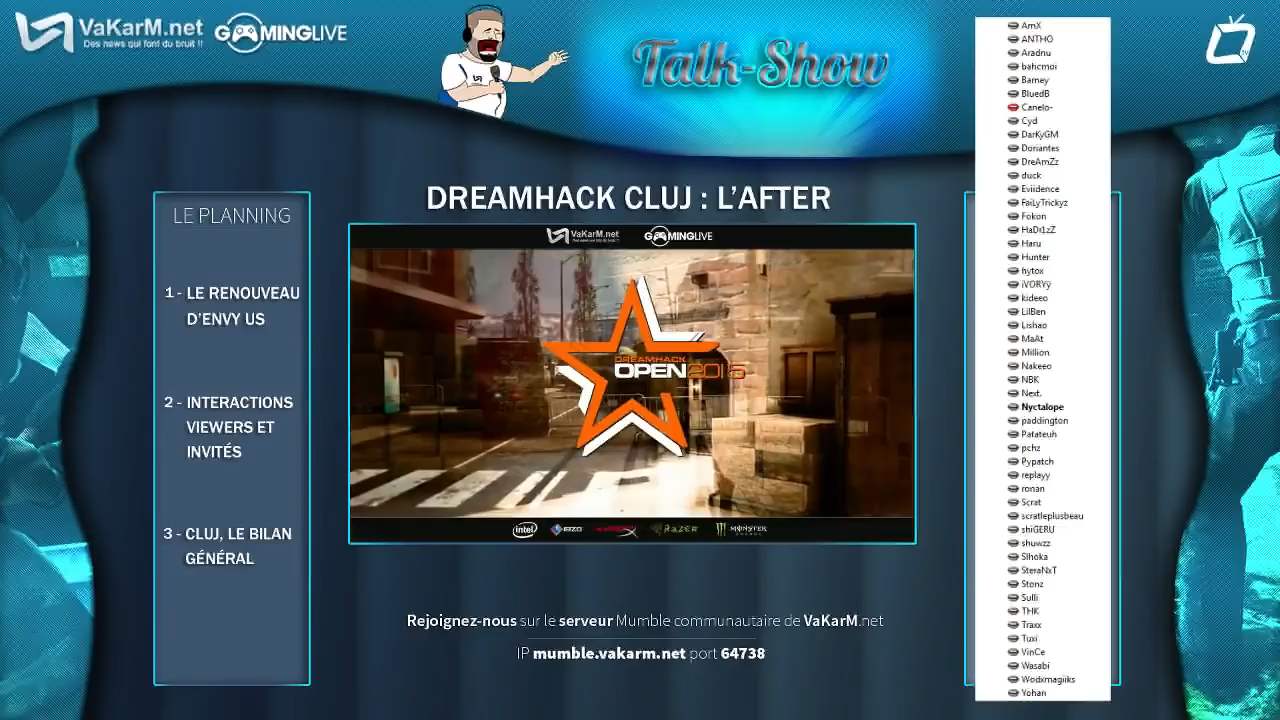 VaKarM.net
Des news qui font du bruit !!
GAMINGLIVE
Talk-Show
tv
DREAMHACK CLUJ : L'AFTER
LE PLANNING
1 - LE RENOUVEAU
D'ENVY US
2 - INTERACTIONS
VIEWERS ET
INVITÉS
3 - CLUJ, LE BILAN
GÉNÉRAL
VaKarM.net
GAMINGLIVE
DREAMHACK
OPEN2015
intel
EIZO
RAZER
MONSTER
Rejoignez-nous sur le serveur Mumble communautaire de VaKarM.net
IP mumble.vakarm.net port 64738
AmX
ANTHO
Aradnu
bahcmoi
Barney
BluedB
Canelo-
Cyd
DarKyGM
Doriantes
DreAmZz
duck
Eviidence
FaiLyTrickyz
Fokon
HaDr1zZ
Haru
Hunter
hytox
iVORYy
kideeo
LilBen
Lishao
MaAt
Million
Nakeeo
NBK
Next.
Nyctalope
paddington
Patateuh
pchz
Pypatch
replayy
ronan
Scrat
scratleplusbeau
shiGERU
shuwzz
Slhoka
SteraNxT
Stonz
Sulli
THK
Traxx
Tuxi
VinCe
Wasabi
Wodxmagiiks
Yohan